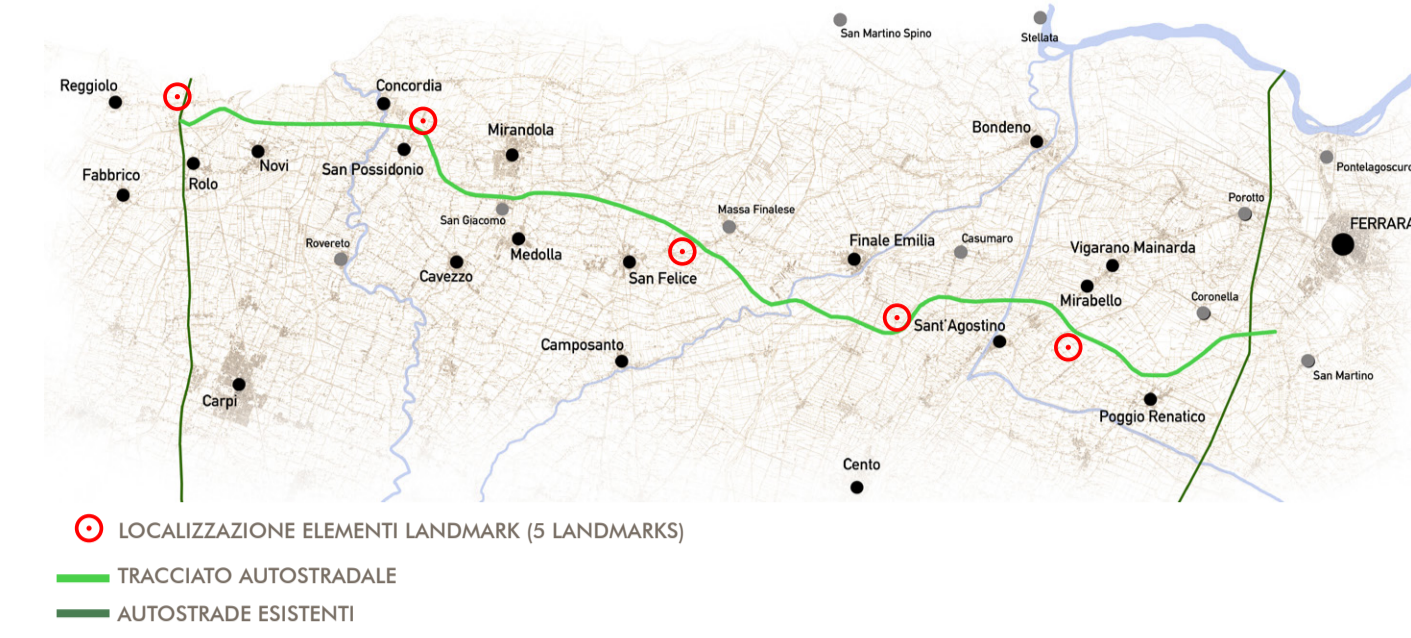 San Martino Spino
Stellata
Reggiolo
Concordia
Mirandola
Bondeno
Novi
San Possidonio
Pontelagoscuro
Fabbrico
Rolo
Porotto
San Giacomo
Massa Finalese
FERRARA
Rovereto
Finale Emilia
Casumaro
Vigarano Mainarda
Medolla
Cavezzo
San Felice
Mirabello
Coronella
Sant'Agostino
Camposanto
San Martino
Carpi
Poggio Renatico
Cento
LOCALIZZAZIONE ELEMENTI LANDMARK (5 LANDMARKS)
TRACCIATO AUTOSTRADALE
AUTOSTRADE ESISTENTI